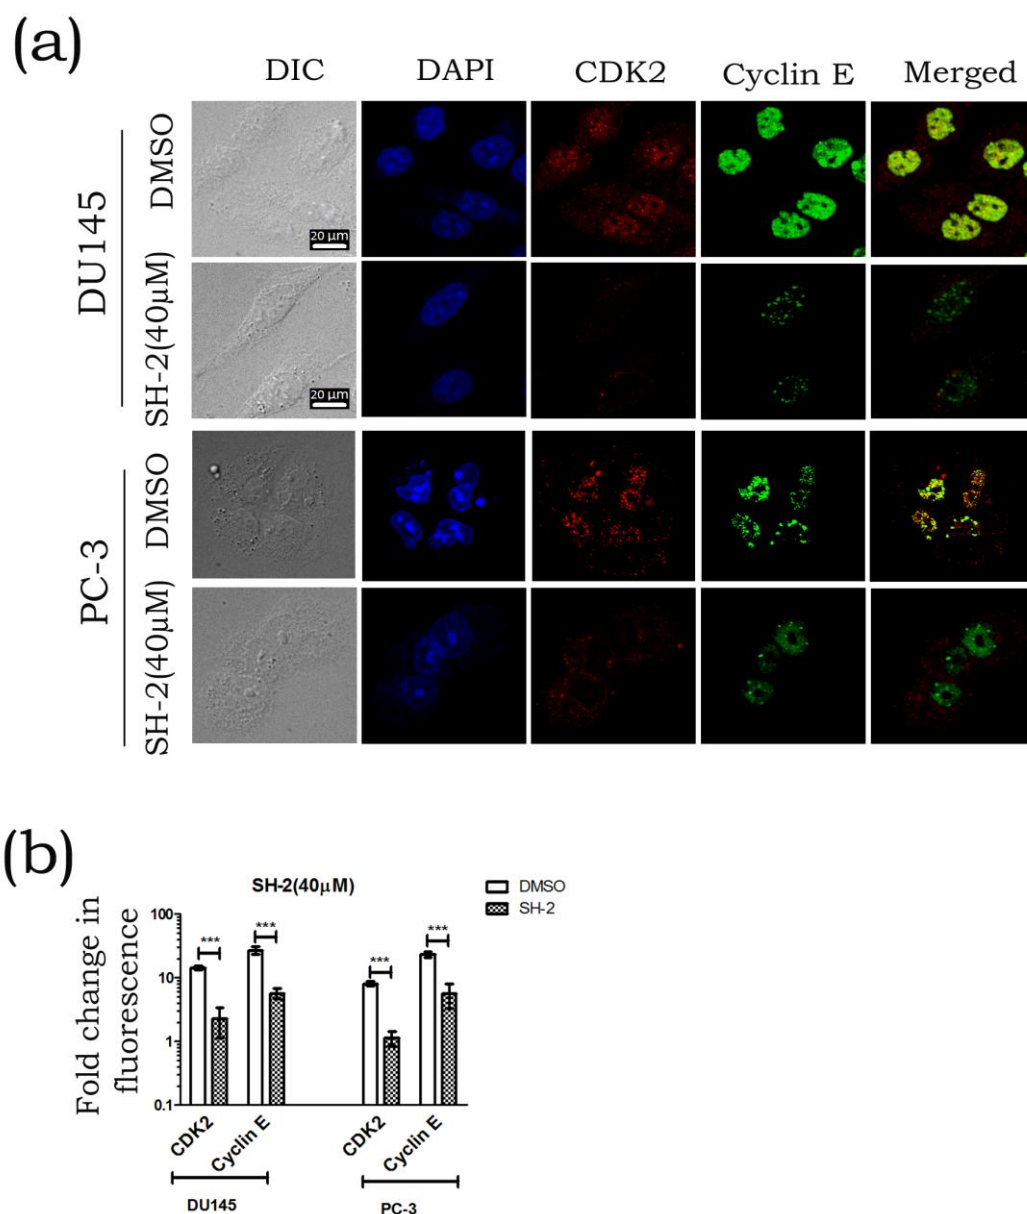 (a)
DIC DAPI CDK2 Cyclin E Merged
DU145
DMSO
20 µm
SH-2(40µM)
20 µm
PC-3
DMSO
SH-2(40µM)
(b)
SH-2(40µM)
DMSO
SH-2
Fold change in
fluorescence
100
10
1
0.1
***
***
***
***
CDK2
Cyclin E
CDK2
Cyclin E
DU145
PC-3